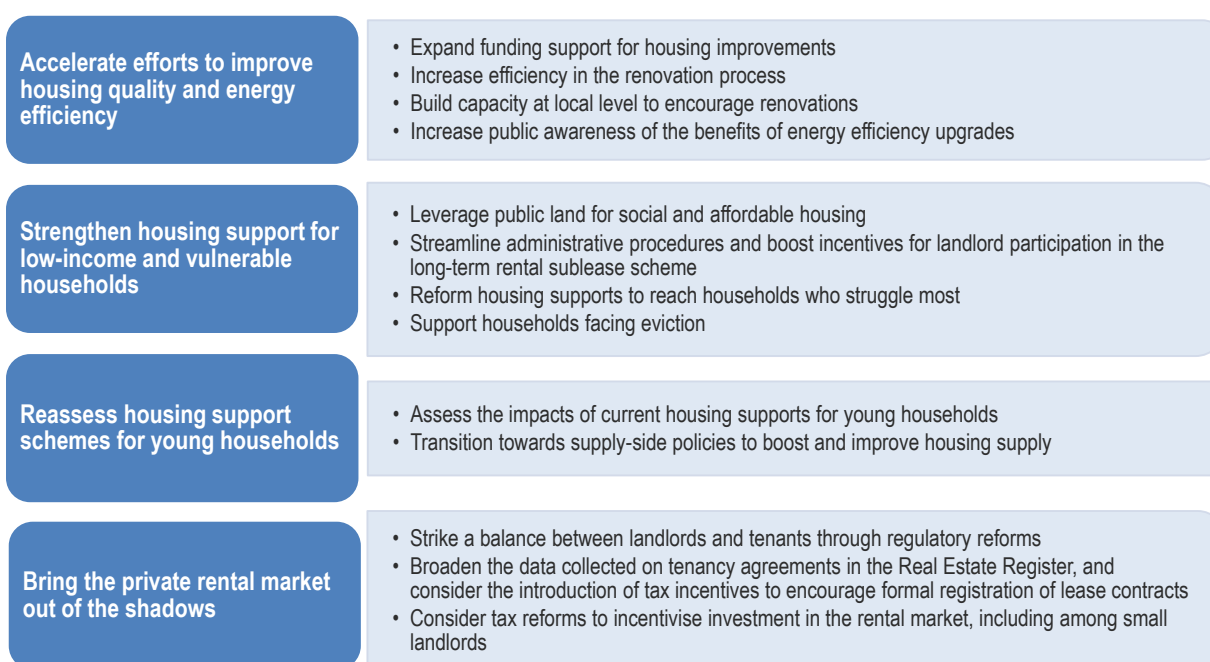 Accelerate efforts to improve
housing quality and energy
efficiency
• Expand funding support for housing improvements
• Increase efficiency in the renovation process
• Build capacity at local level to encourage renovations
• Increase public awareness of the benefits of energy efficiency upgrades
Strengthen housing support for
low-income and vulnerable
households
• Leverage public land for social and affordable housing
• Streamline administrative procedures and boost incentives for landlord participation in the
long-term rental sublease scheme
• Reform housing supports to reach households who struggle most
• Support households facing eviction
Reassess housing support
schemes for young households
• Assess the impacts of current housing supports for young households
• Transition towards supply-side policies to boost and improve housing supply
Bring the private rental market
out of the shadows
• Strike a balance between landlords and tenants through regulatory reforms
• Broaden the data collected on tenancy agreements in the Real Estate Register, and
consider the introduction of tax incentives to encourage formal registration of lease contracts
• Consider tax reforms to incentivise investment in the rental market, including among small
landlords